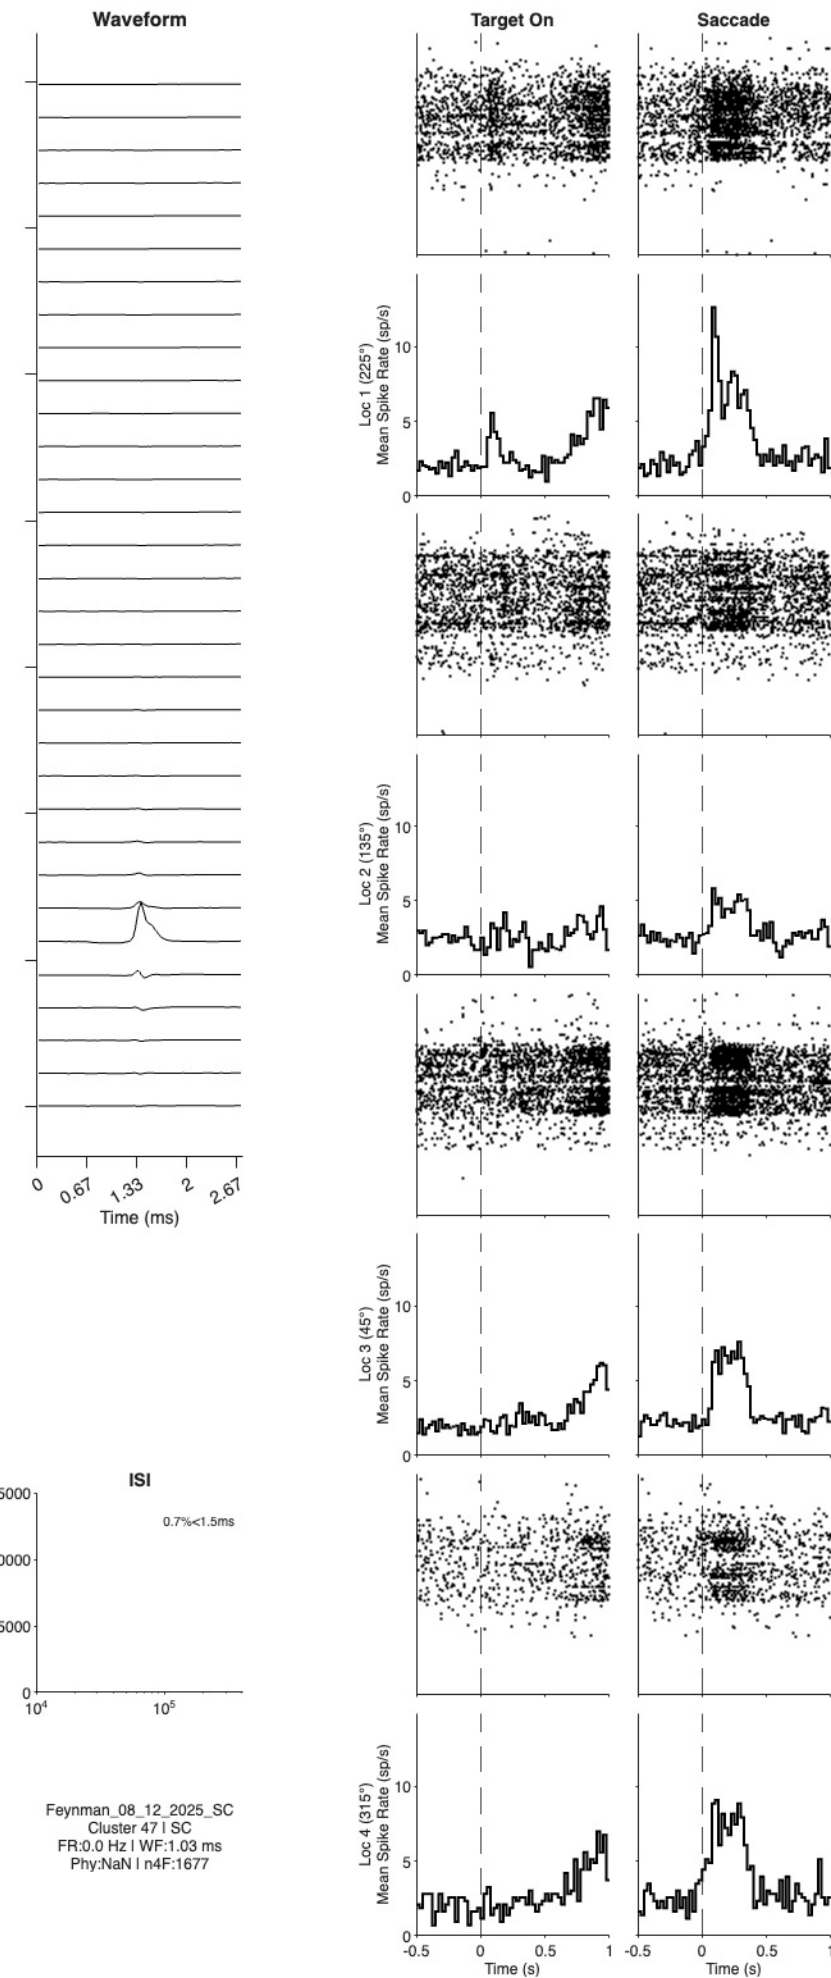 Waveform
Target On
Saccade
Loc 1 (225°)
Mean Spike Rate (sp/s)
10
5
0
Loc 2 (135°)
Mean Spike Rate (sp/s)
10
5
0
0
0.67
1.33
2
2.67
Time (ms)
Loc 3 (45°)
Mean Spike Rate (sp/s)
10
5
0
ISI
0.7%<1.5ms
5000
0000
5000
0
10⁴
10⁵
Feynman_08_12_2025_SC
Cluster 47 | SC
FR:0.0 Hz | WF:1.03 ms
Phy:NaN | n4F:1677
Loc 4 (315°)
Mean Spike Rate (sp/s)
10
5
0
-0.5
0
0.5
1
Time (s)
-0.5
0
0.5
1
Time (s)